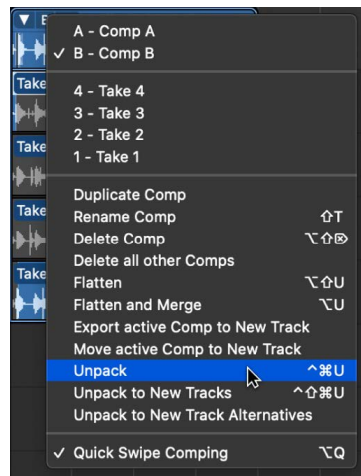 A - Comp A
✓ B - Comp B
4 - Take 4
3 - Take 3
2 - Take 2
1 - Take 1
Duplicate Comp
Rename Comp ⇧T
Delete Comp ⌥⇧⌦
Delete all other Comps
Flatten ⌥⇧U
Flatten and Merge ⌥U
Export active Comp to New Track
Move active Comp to New Track
Unpack ^⌘U
Unpack to New Tracks ^⇧⌘U
Unpack to New Track Alternatives
✓ Quick Swipe Comping ⌥Q
Take
Take
Take
Take